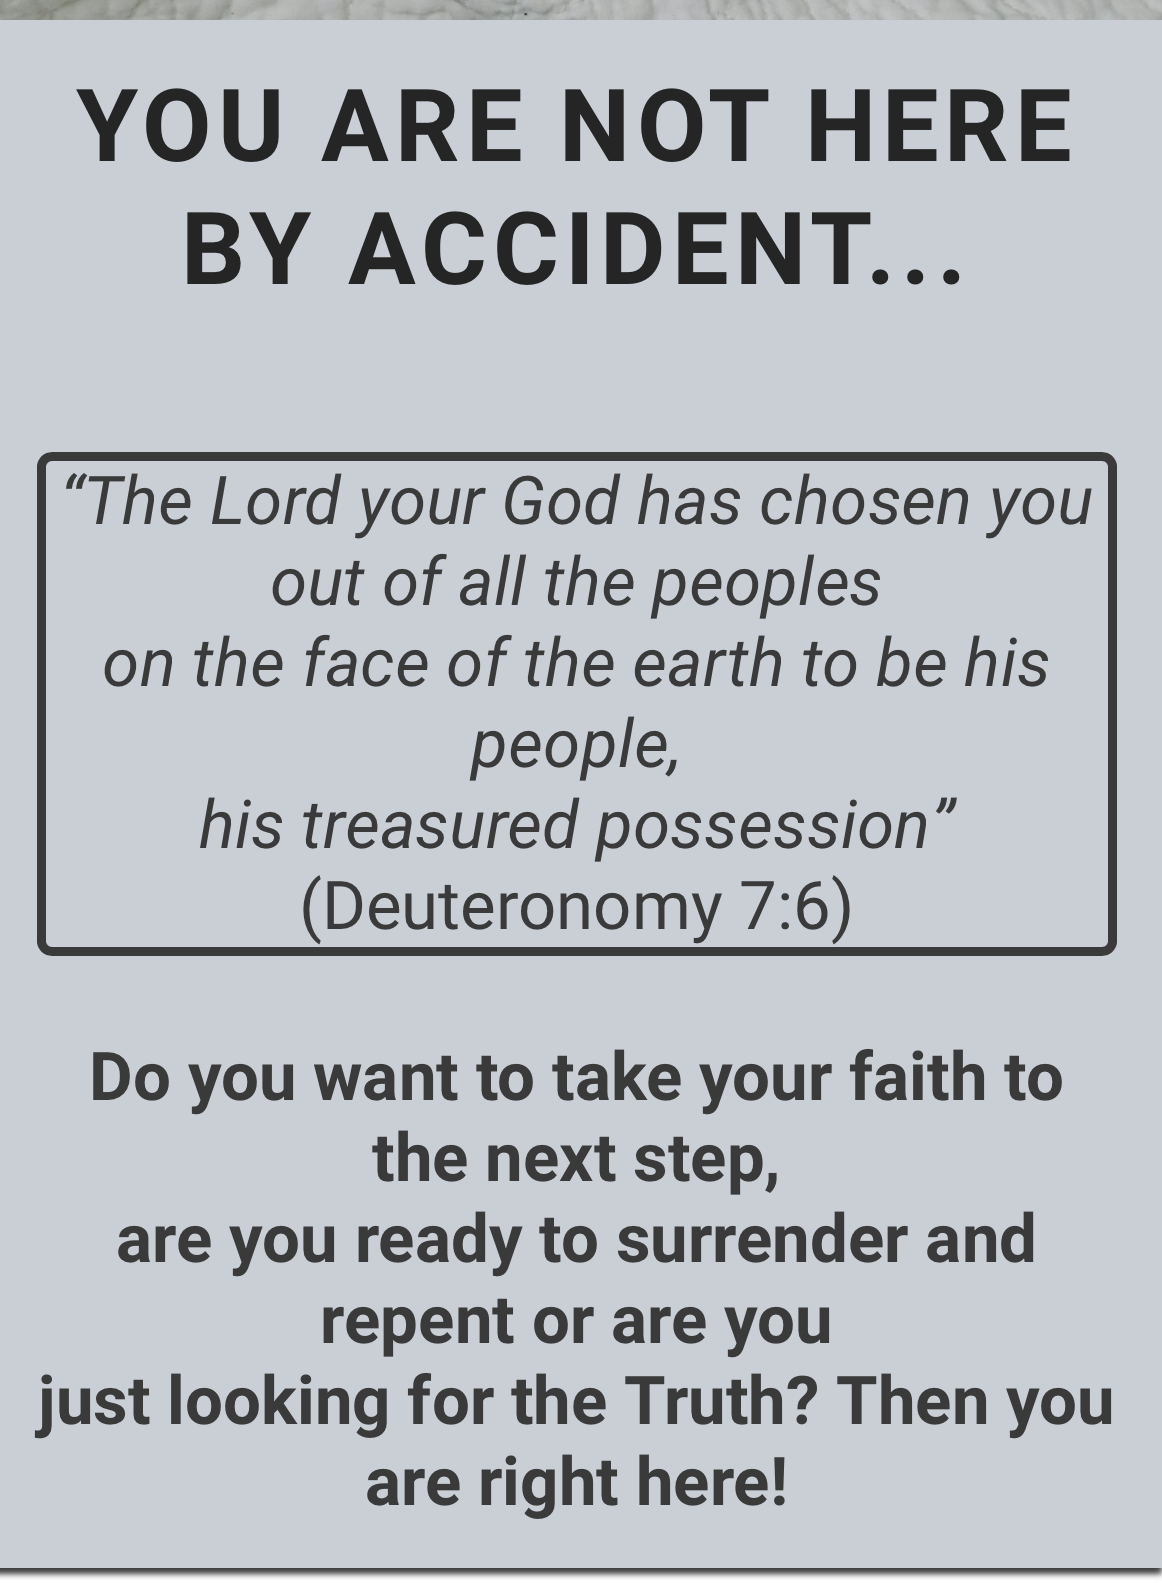 YOU ARE NOT HERE
BY ACCIDENT...
“The Lord your God has chosen you
out of all the peoples
on the face of the earth to be his
people,
his treasured possession”
(Deuteronomy 7:6)
Do you want to take your faith to
the next step,
are you ready to surrender and
repent or are you
just looking for the Truth? Then you
are right here!